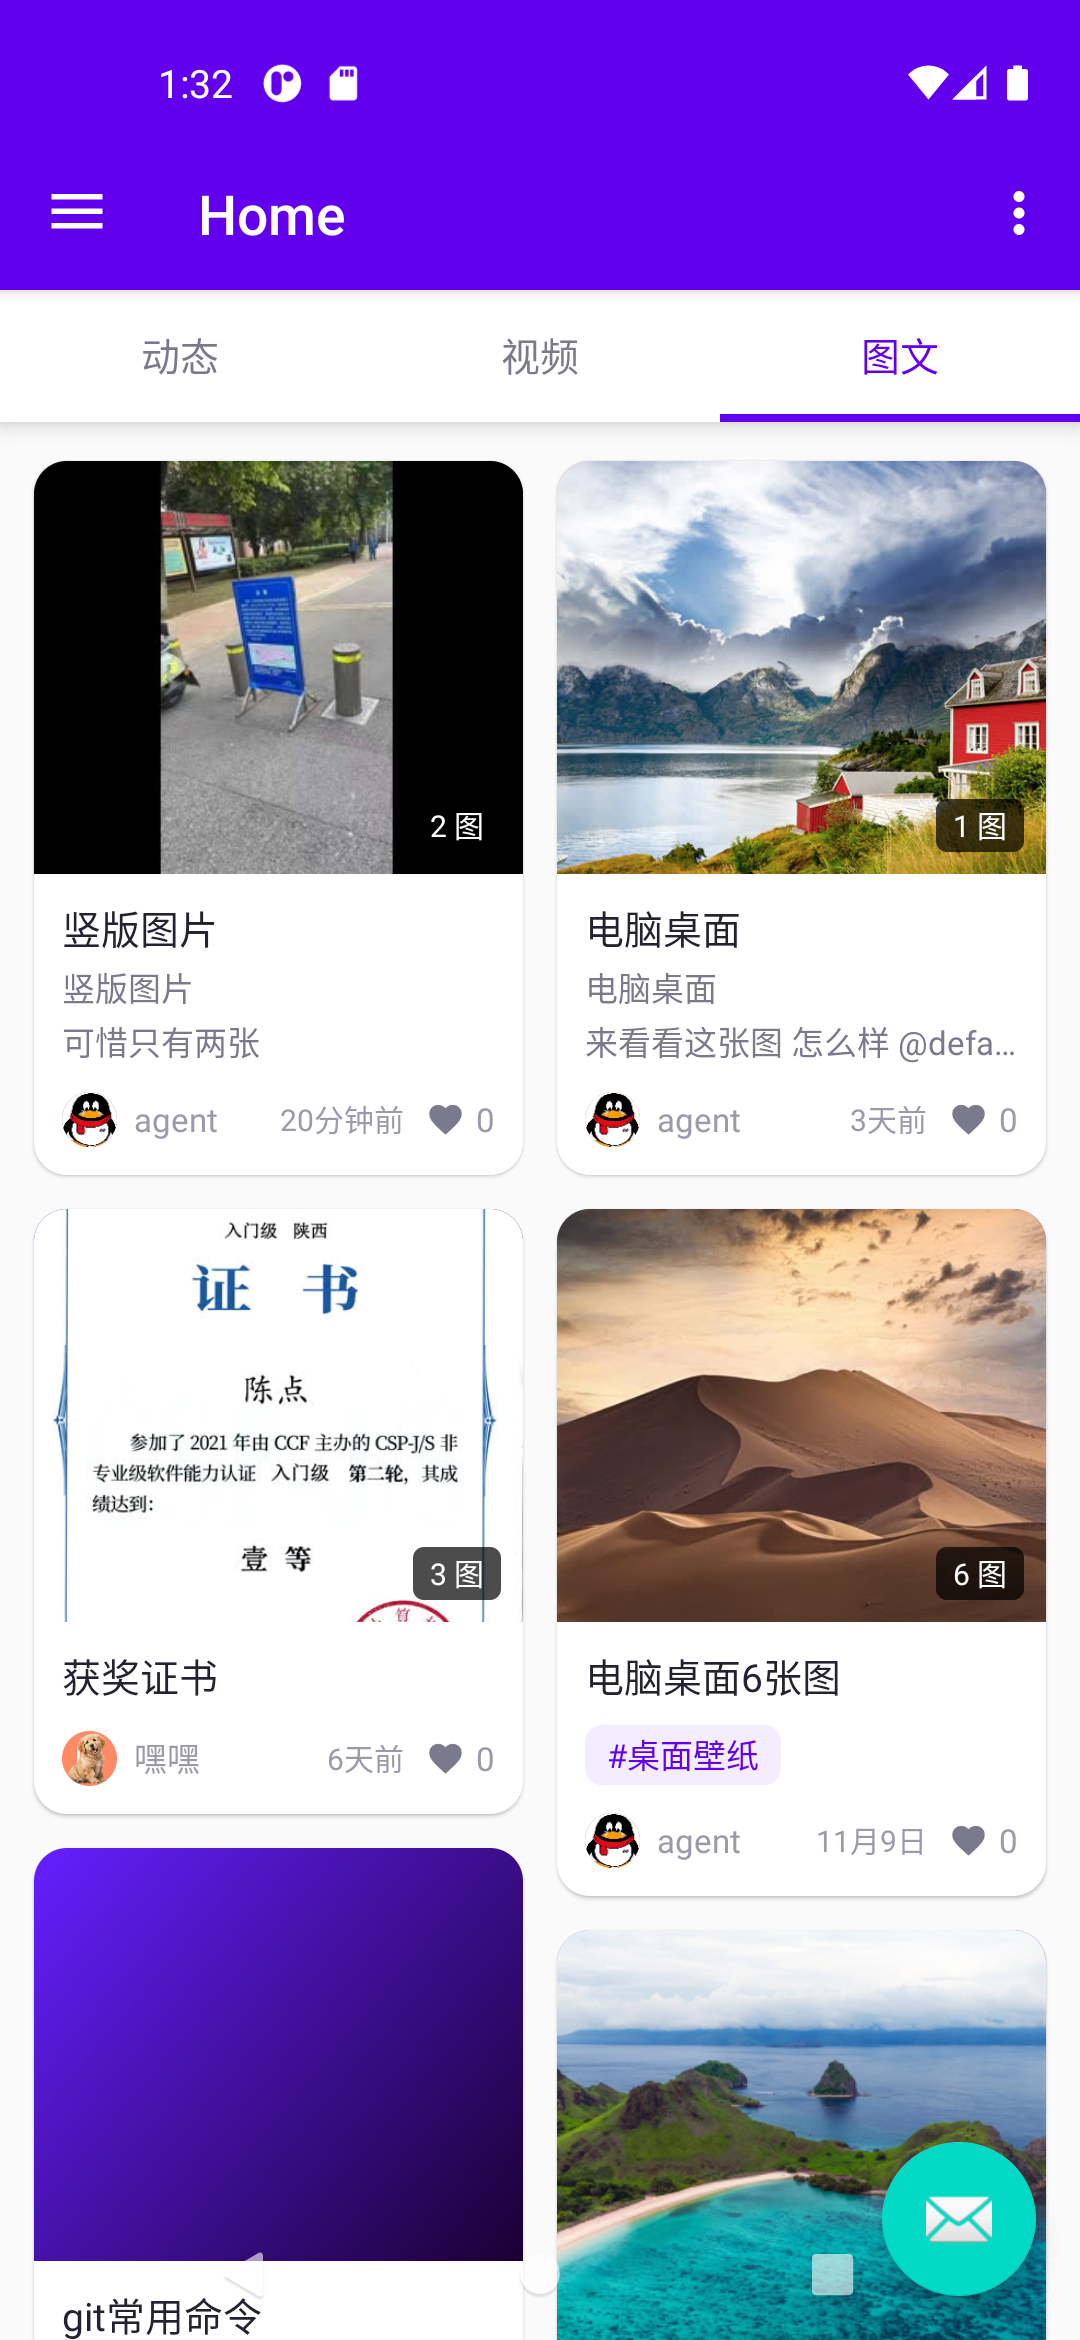 1:32
Home
动态
视频
图文
2 图
竖版图片
竖版图片
可惜只有两张
agent
20分钟前
0
1 图
电脑桌面
电脑桌面
来看看这张图 怎么样 @defa...
agent
3天前
0
入门级 陕西
证 书
陈点
参加了 2021 年由 CCF 主办的 CSP-J/S 非
专业级软件能力认证 入门级 第二轮，其成
绩达到：
壹 等
3 图
获奖证书
嘿嘿
6天前
0
6 图
电脑桌面6张图
#桌面壁纸
agent
11月9日
0
git常用命令